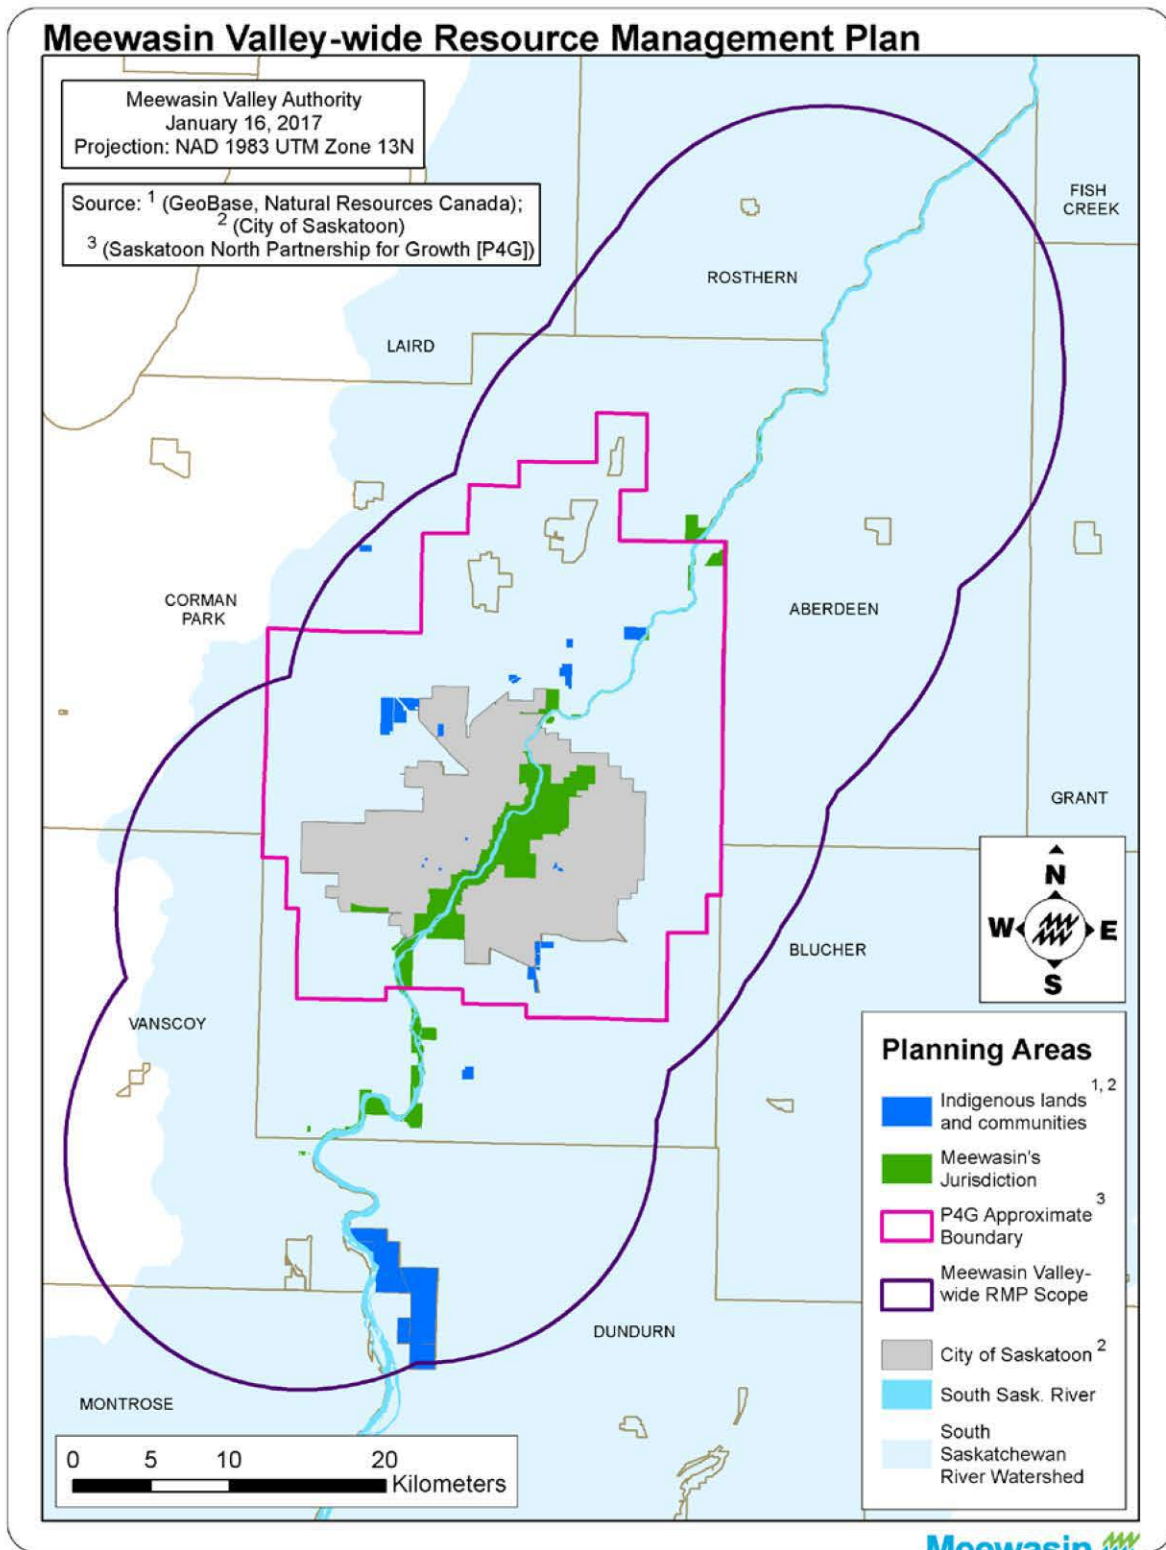 Meewasin Valley-wide Resource Management Plan
Meewasin Valley Authority
January 16, 2017
Projection: NAD 1983 UTM Zone 13N
Source: 1 (GeoBase, Natural Resources Canada);
2 (City of Saskatoon)
3 (Saskatoon North Partnership for Growth [P4G])
FISH
CREEK
ROSTHERN
LAIRD
CORMAN
PARK
ABERDEEN
GRANT
N
W E
S
BLUCHER
VANSCOY
Planning Areas
Indigenous lands 1, 2
and communities
Meewasin's
Jurisdiction
P4G Approximate 3
Boundary
Meewasin Valley-
wide RMP Scope
City of Saskatoon 2
South Sask. River
South
Saskatchewan
River Watershed
DUNDURN
MONTROSE
0 5 10 20
Kilometers
Meewasin